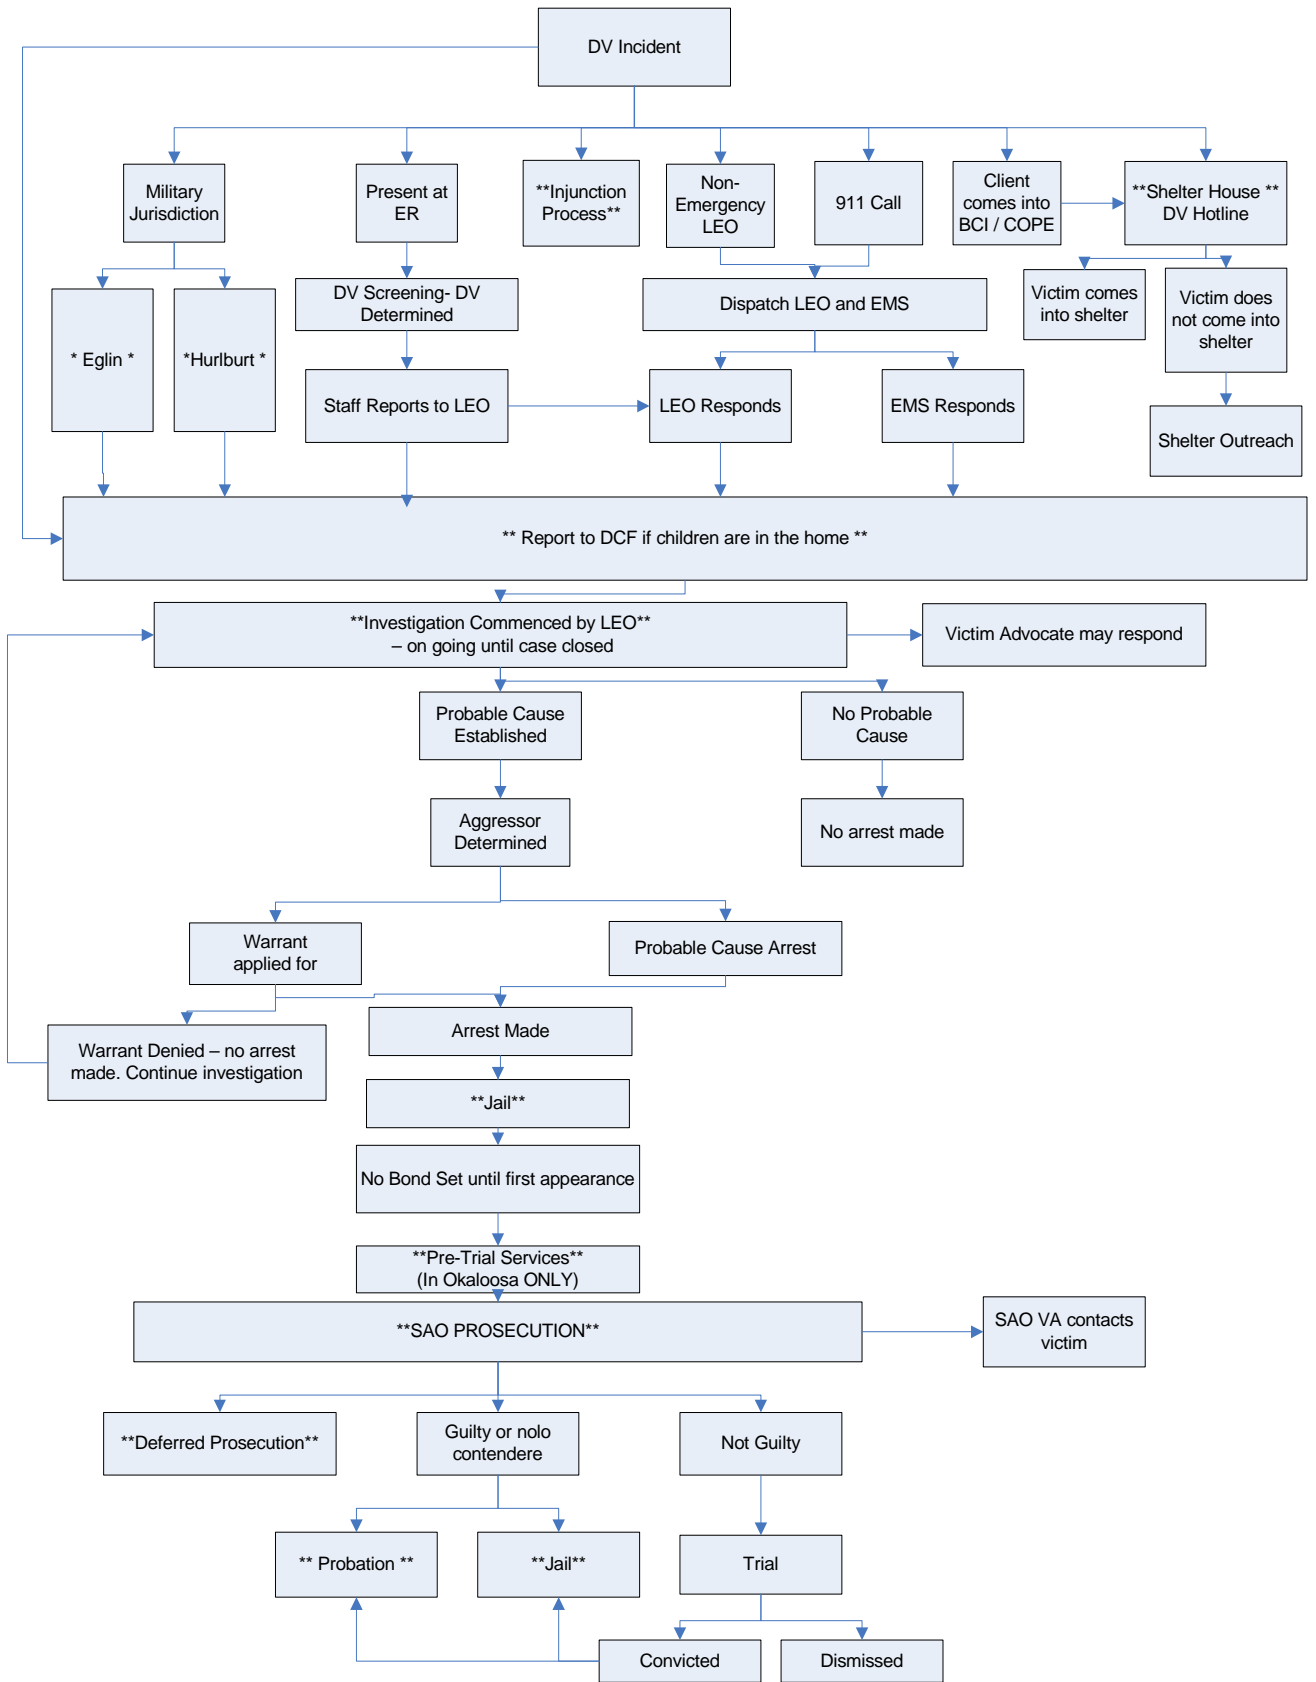 DV Incident
Military
Jurisdiction
Present at
ER
**Injunction
Process**
Non-
Emergency
LEO
911 Call
Client
comes into
BCI / COPE
**Shelter House **
DV Hotline
* Eglin *
*Hurlburt *
DV Screening- DV
Determined
Dispatch LEO and EMS
Victim comes
into shelter
Victim does
not come into
shelter
Staff Reports to LEO
LEO Responds
EMS Responds
Shelter Outreach
** Report to DCF if children are in the home **
**Investigation Commenced by LEO**
– on going until case closed
Victim Advocate may respond
Probable Cause
Established
No Probable
Cause
Aggressor
Determined
No arrest made
Warrant
applied for
Probable Cause Arrest
Warrant Denied – no arrest
made. Continue investigation
Arrest Made
**Jail**
No Bond Set until first appearance
**Pre-Trial Services**
(In Okaloosa ONLY)
**SAO PROSECUTION**
SAO VA contacts
victim
**Deferred Prosecution**
Guilty or nolo
contendere
Not Guilty
** Probation **
**Jail**
Trial
Convicted
Dismissed